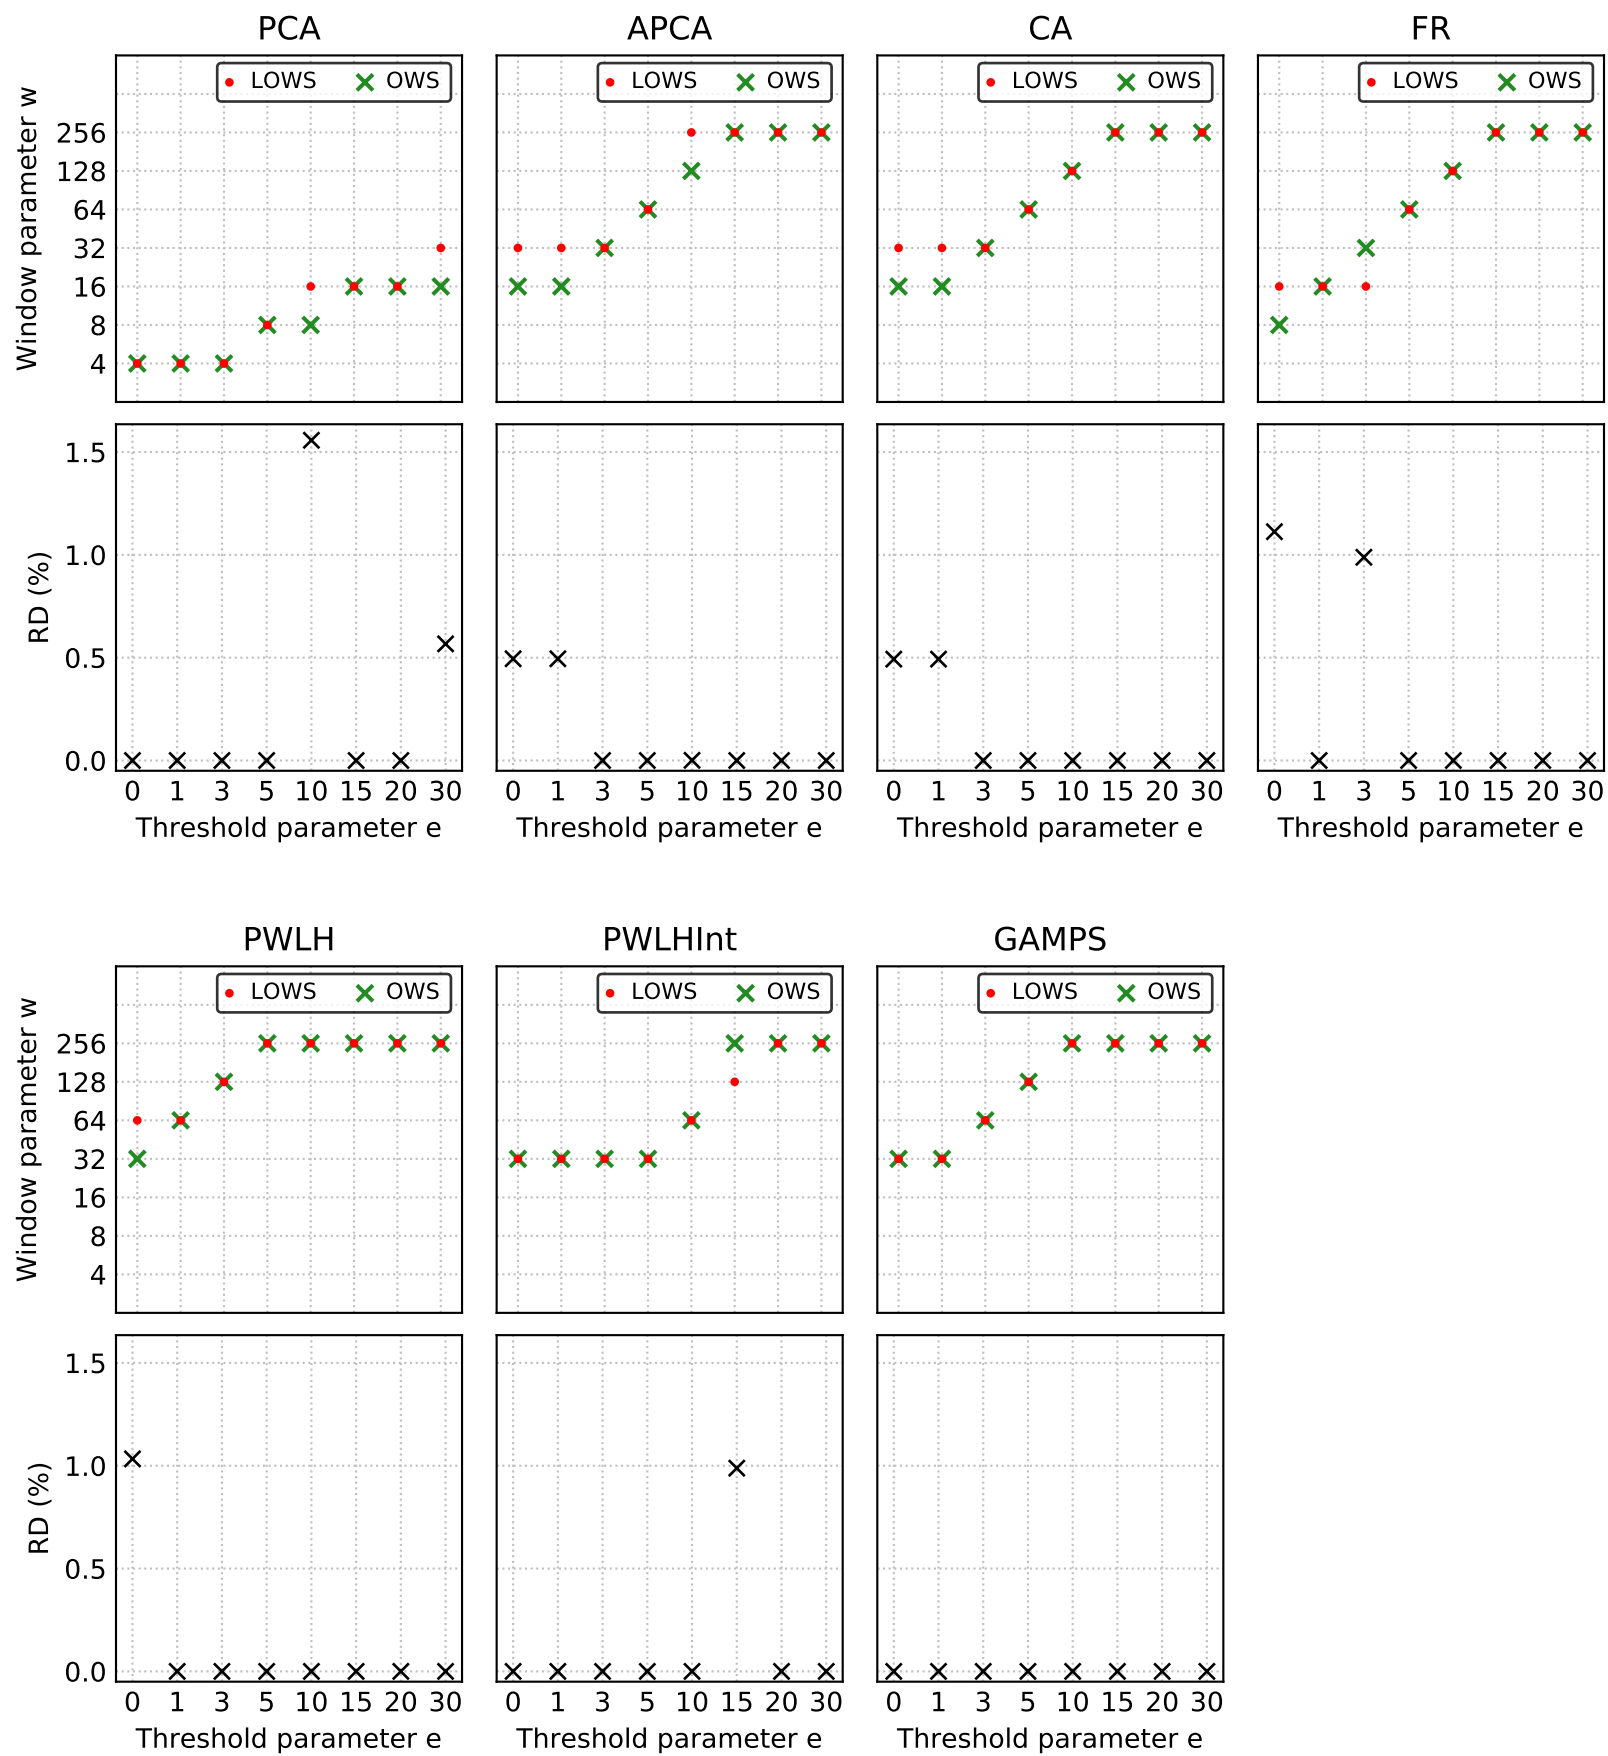 PCA APCA CA FR
LOWS OWS LOWS OWS LOWS OWS LOWS OWS
Window parameter w
256
128
64
32
16
8
4
RD (%)
1.5
1.0
0.5
0.0
0 1 3 5 10 15 20 30 0 1 3 5 10 15 20 30 0 1 3 5 10 15 20 30 0 1 3 5 10 15 20 30
Threshold parameter e Threshold parameter e Threshold parameter e Threshold parameter e
PWLH PWLHInt GAMPS
LOWS OWS LOWS OWS LOWS OWS
Window parameter w
256
128
64
32
16
8
4
RD (%)
1.5
1.0
0.5
0.0
0 1 3 5 10 15 20 30 0 1 3 5 10 15 20 30 0 1 3 5 10 15 20 30
Threshold parameter e Threshold parameter e Threshold parameter e